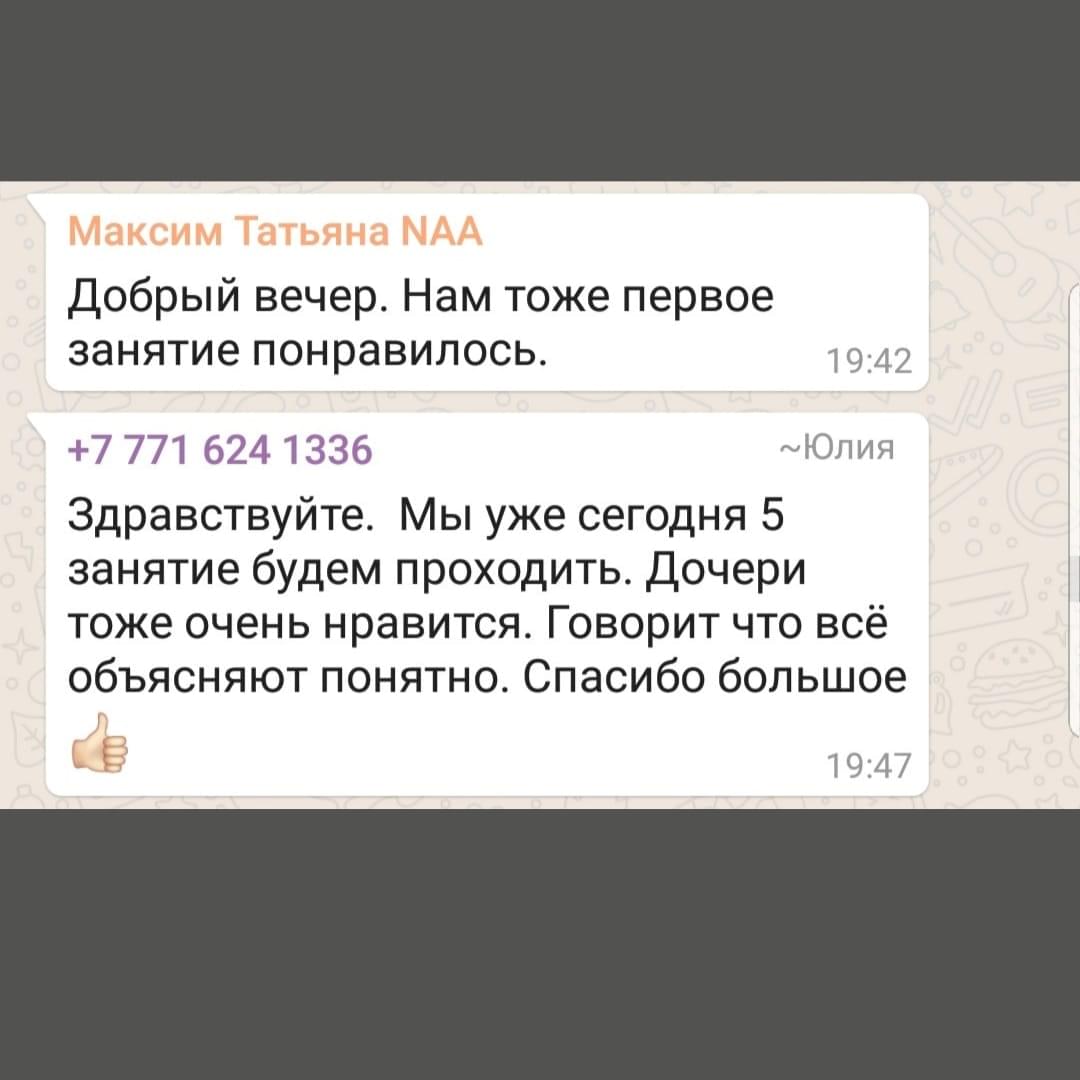 Максим Татьяна NAA
Добрый вечер. Нам тоже первое
занятие понравилось.
19:42
+7 771 624 1336
~Юлия
Здравствуйте.  Мы уже сегодня 5
занятие будем проходить. Дочери
тоже очень нравится. Говорит что всё
объясняют понятно. Спасибо большое
👍🏻
19:47